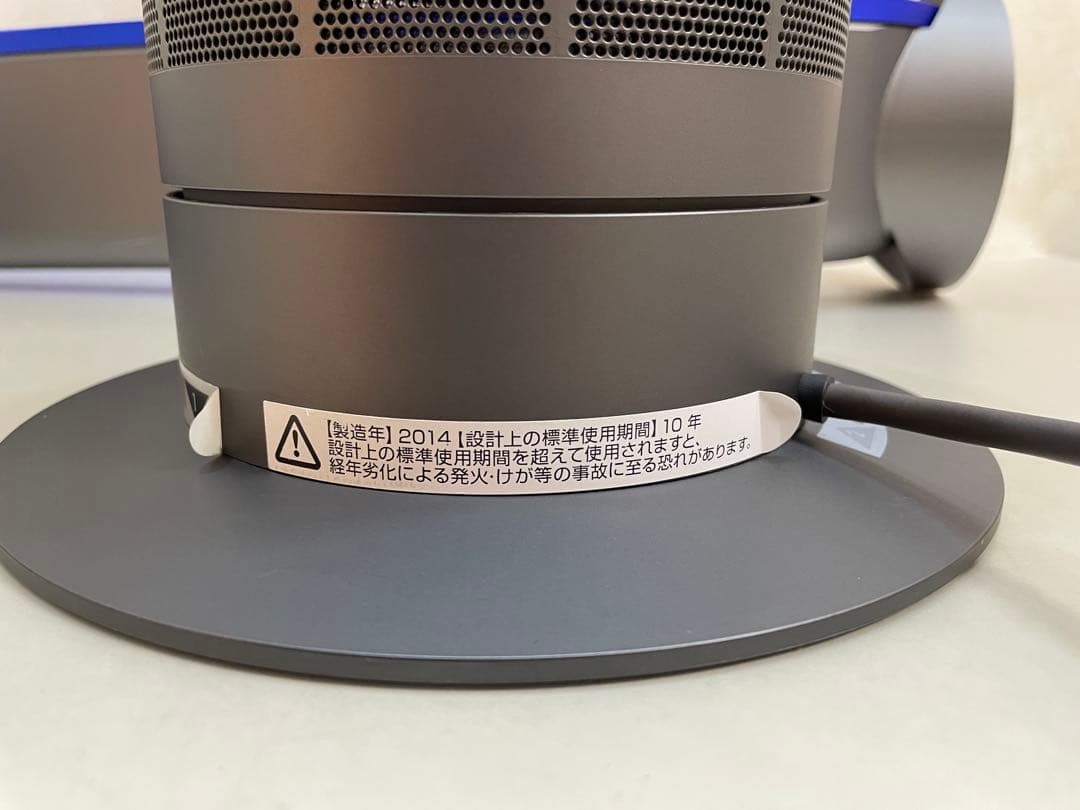 【製造年】2014【設計上の標準使用期間】10年
設計上の標準使用期間を超えて使用されますと、
経年劣化による発火・けが等の事故に至る恐れがあります。